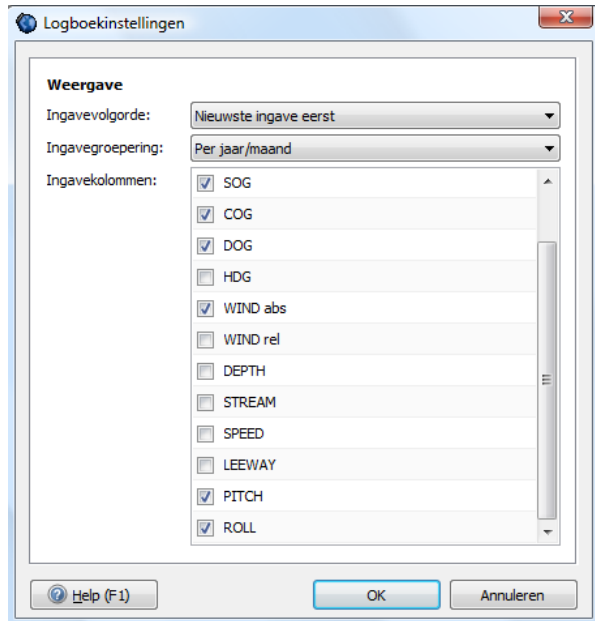 Logboekinstellingen
Weergave
Ingavevolgorde: Nieuwste ingave eerst
Ingavegroepering: Per jaar/maand
Ingavekolommen: SOG
COG
DOG
HDG
WIND abs
WIND rel
DEPTH
STREAM
SPEED
LEEWAY
PITCH
ROLL
Help (F1) OK Annuleren